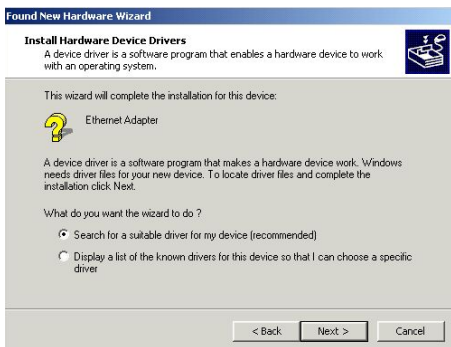 Found New Hardware Wizard
Install Hardware Device Drivers
A device driver is a software program that enables a hardware device to work
with an operating system.
This wizard will complete the installation for this device:
Ethernet Adapter
A device driver is a software program that makes a hardware device work. Windows
needs driver files for your new device. To locate driver files and complete the
installation click Next.
What do you want the wizard to do ?
Search for a suitable driver for my device (recommended)
Display a list of the known drivers for this device so that I can choose a specific
driver
< Back Next > Cancel